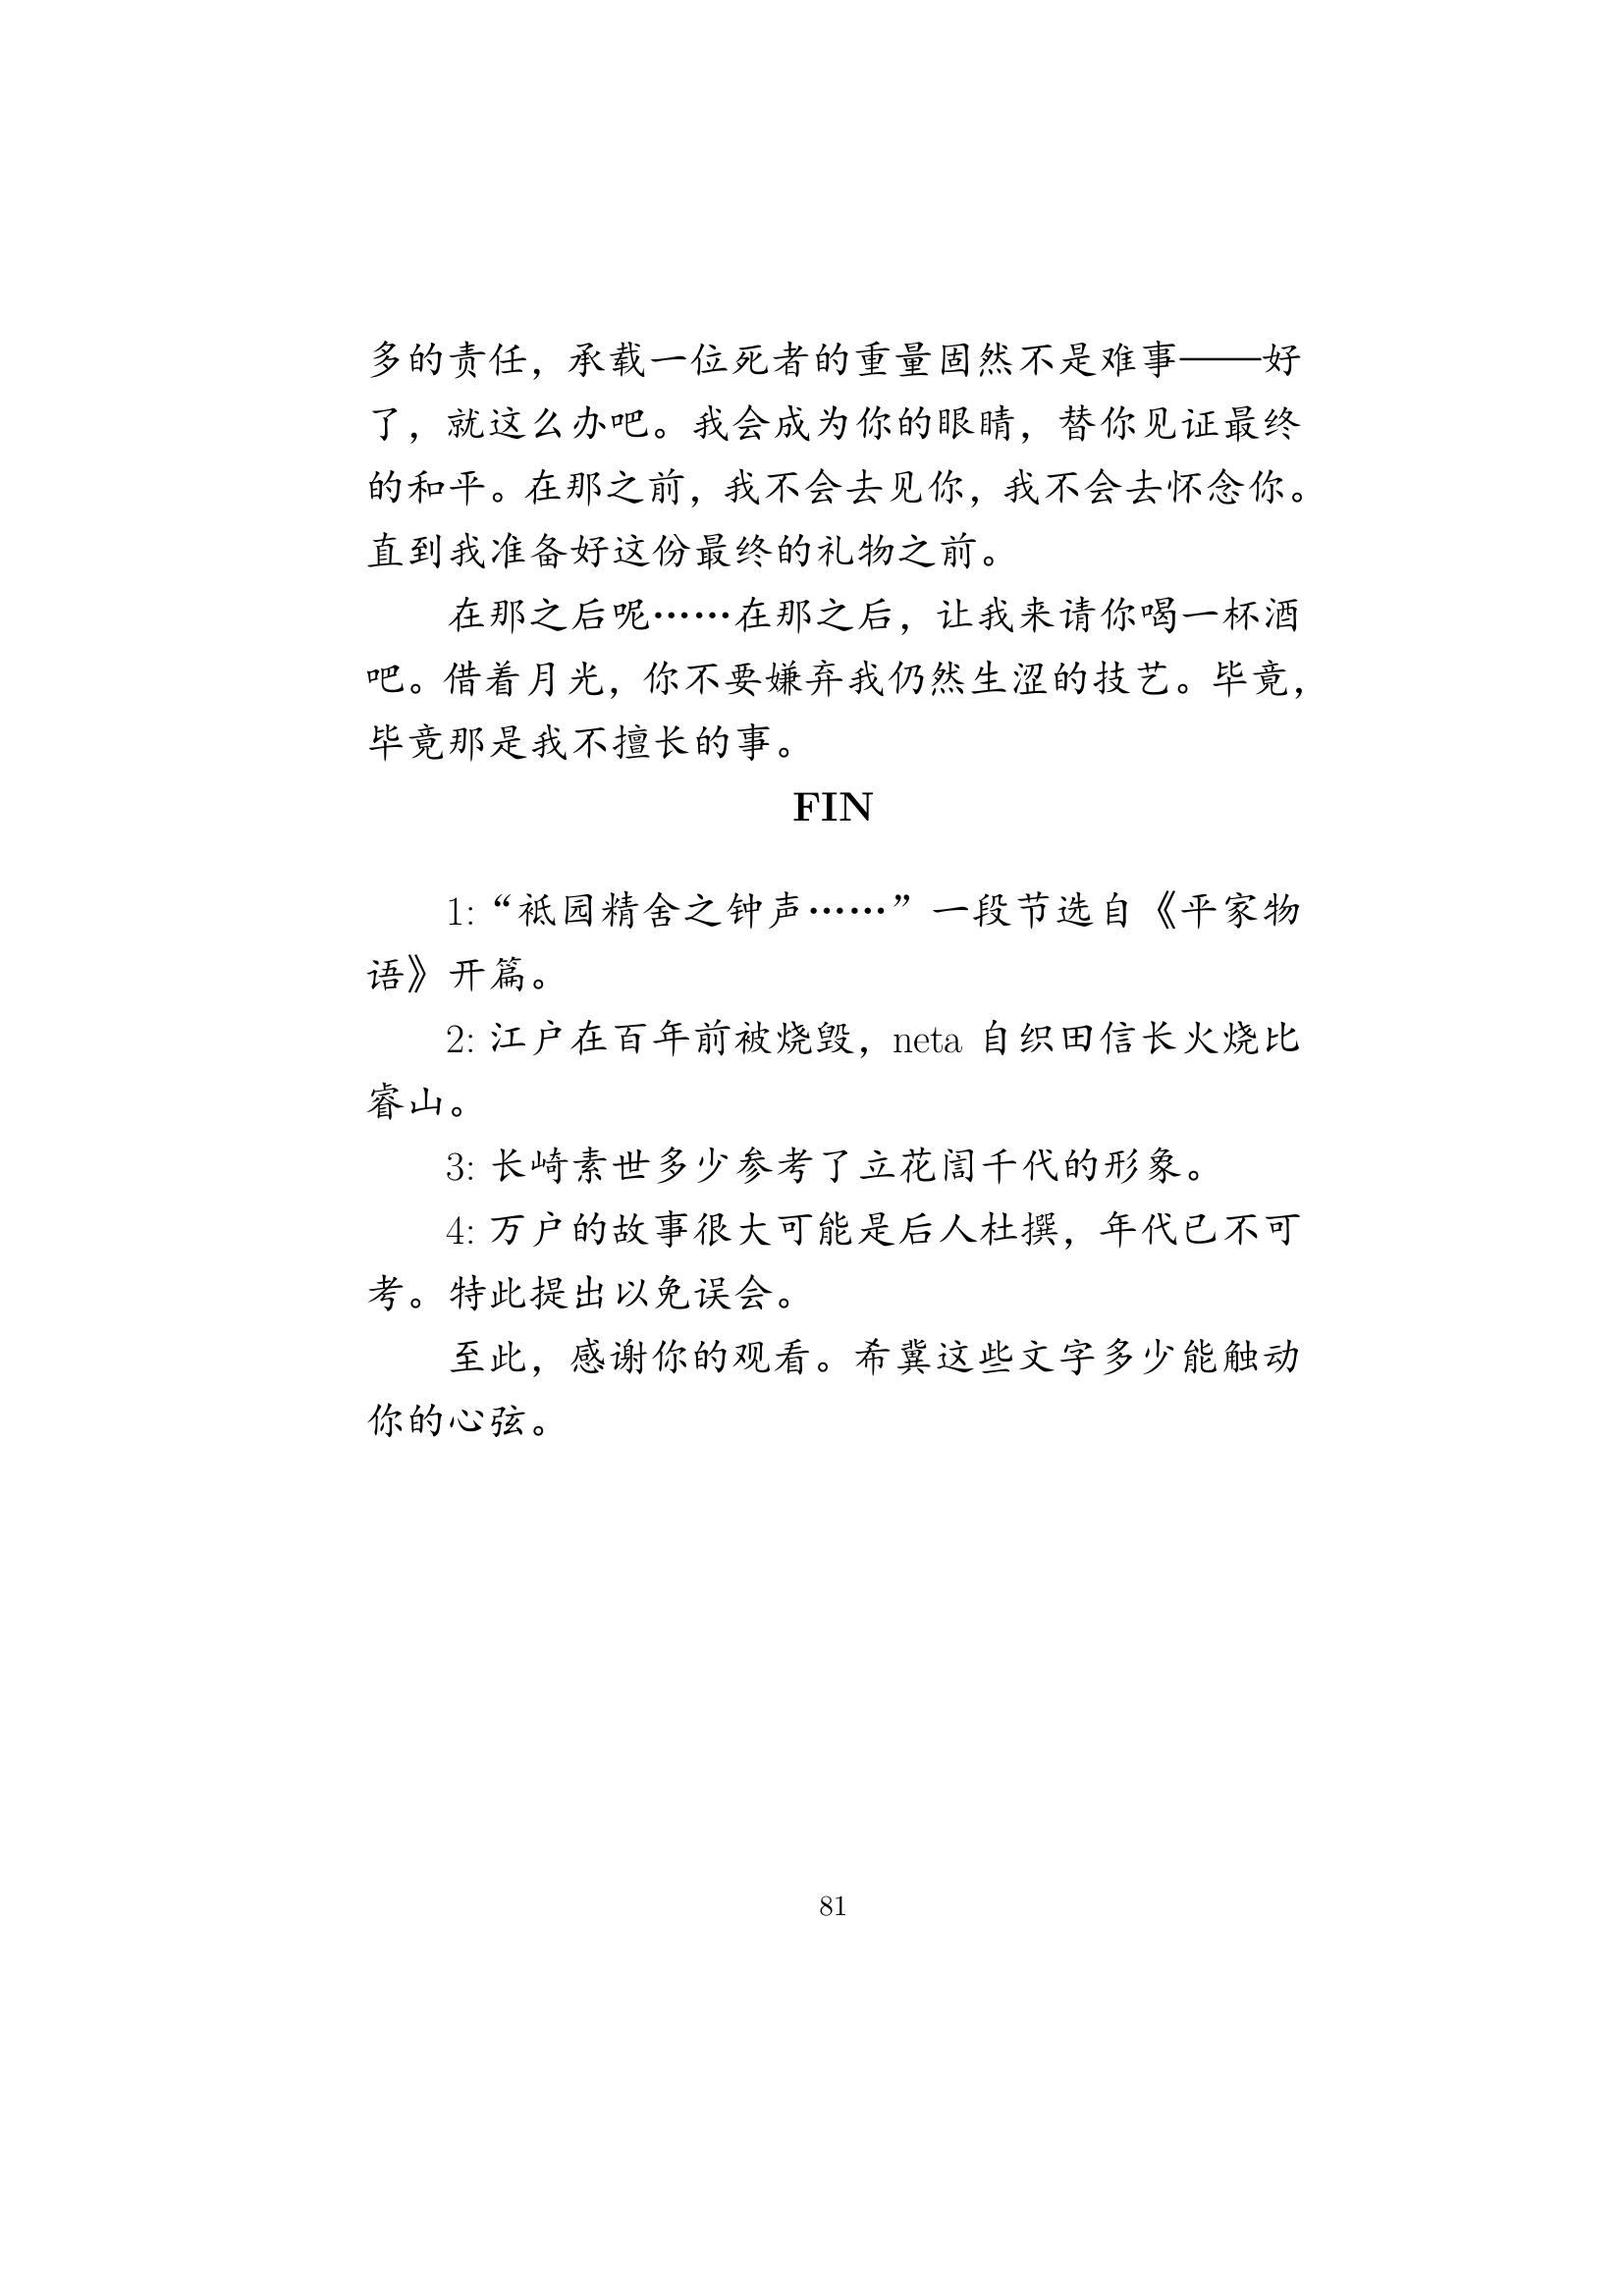 多的责任，承载一位死者的重量固然不是难事——好
了，就这么办吧。我会成为你的眼睛，替你见证最终
的和平。在那之前，我不会去见你，我不会去怀念你。
直到我准备好这份最终的礼物之前。
在那之后呢……在那之后，让我来请你喝一杯酒
吧。借着月光，你不要嫌弃我仍然生涩的技艺。毕竟，
毕竟那是我不擅长的事。
FIN
1: “祗园精舍之钟声……”一段节选自《平家物
语》开篇。
2: 江户在百年前被烧毁，neta 自织田信长火烧比
睿山。
3: 长崎素世多少参考了立花訚千代的形象。
4: 万户的故事很大可能是后人杜撰，年代已不可
考。特此提出以免误会。
至此，感谢你的观看。希冀这些文字多少能触动
你的心弦。
81